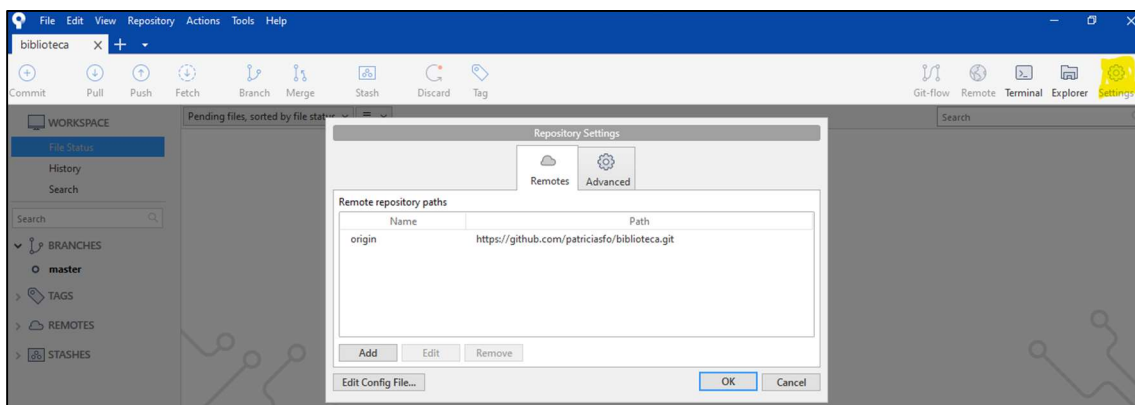 File Edit View Repository Actions Tools Help
biblioteca
Commit Pull Push Fetch Branch Merge Stash Discard Tag Git-flow Remote Terminal Explorer Settings
WORKSPACE
File Status
History
Search
Search
BRANCHES
master
TAGS
REMOTES
STASHES
Pending files, sorted by file status
Search
Repository Settings
Remotes Advanced
Remote repository paths
Name Path
origin https://github.com/patriciasfo/biblioteca.git
Add Edit Remove
Edit Config File... OK Cancel